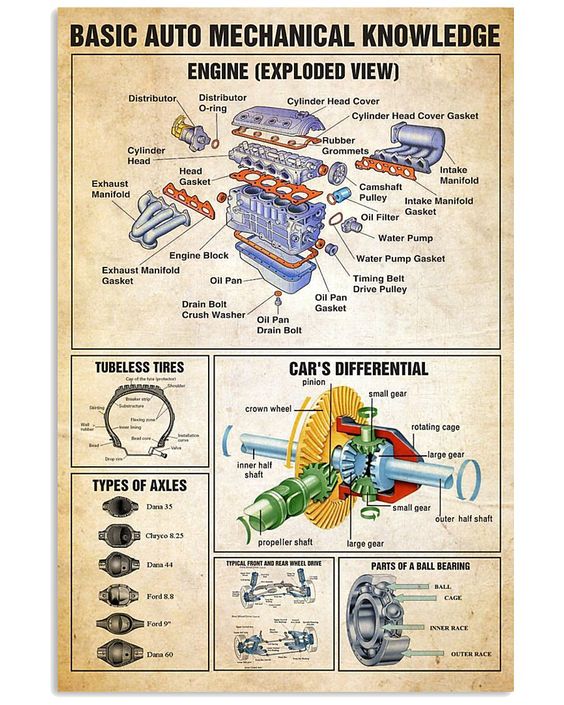 BASIC AUTO MECHANICAL KNOWLEDGE
ENGINE (EXPLODED VIEW)
Distributor
Distributor
O-ring
Cylinder Head Cover
Cylinder Head Cover Gasket
Cylinder
Head
Rubber
Grommets
Head
Gasket
Intake
Manifold
Exhaust
Manifold
Camshaft
Pulley
Intake Manifold
Gasket
Oil Filter
Water Pump
Engine Block
Water Pump Gasket
Exhaust Manifold
Gasket
Oil Pan
Timing Belt
Drive Pulley
Drain Bolt
Crush Washer
Oil Pan
Gasket
Oil Pan
Drain Bolt
TUBELESS TIRES
Cap of the tyre (protector)
Shoulder
Breaker strip
Substructure
Skirting
Flexing zone
Wall
rubber
Inner lining
Bead
Bead core
Installation
curve
Valve
Drop rim
CAR'S DIFFERENTIAL
pinion
small gear
crown wheel
rotating cage
large gear
inner half
shaft
small gear
outer half shaft
propeller shaft
large gear
TYPES OF AXLES
Dana 35
Chryco 8.25
Dana 44
Ford 8.8
Ford 9"
Dana 60
TYPICAL FRONT AND REAR WHEEL DRIVE
PARTS OF A BALL BEARING
BALL
CAGE
INNER RACE
OUTER RACE